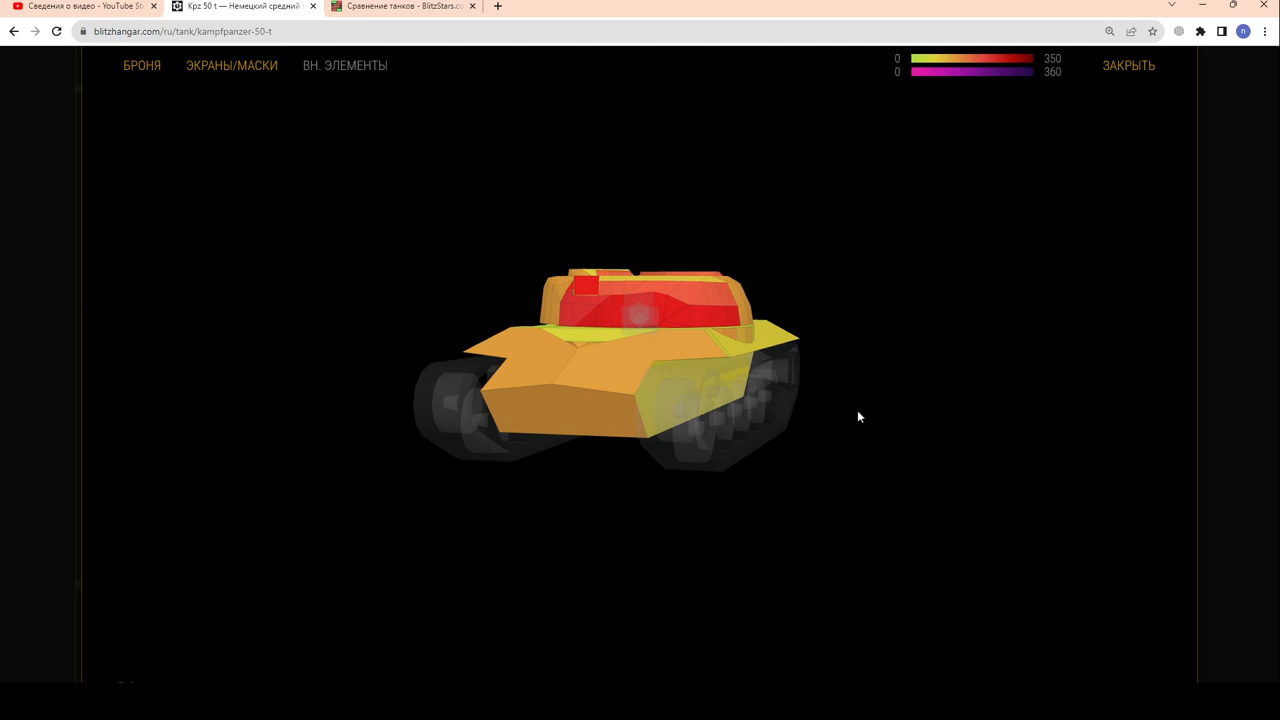 Сведения о видео - YouTube St
Kpz 50 t — Немецкий средний
Сравнение танков - BlitzStars.co
blitzhangar.com/ru/tank/kampfpanzer-50-t
n
БРОНЯ ЭКРАНЫ/МАСКИ ВН. ЭЛЕМЕНТЫ
0 350
0 360
ЗАКРЫТЬ